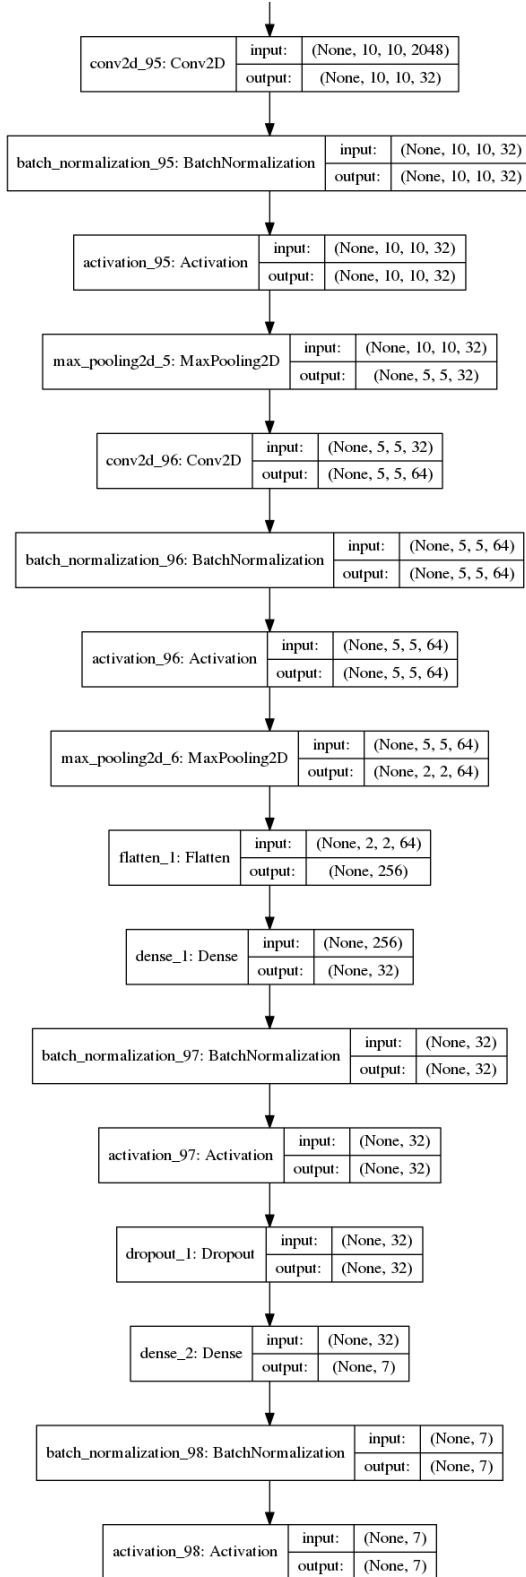 conv2d_95: Conv2D input: (None, 10, 10, 2048)
output: (None, 10, 10, 32)
batch_normalization_95: BatchNormalization input: (None, 10, 10, 32)
output: (None, 10, 10, 32)
activation_95: Activation input: (None, 10, 10, 32)
output: (None, 10, 10, 32)
max_pooling2d_5: MaxPooling2D input: (None, 10, 10, 32)
output: (None, 5, 5, 32)
conv2d_96: Conv2D input: (None, 5, 5, 32)
output: (None, 5, 5, 64)
batch_normalization_96: BatchNormalization input: (None, 5, 5, 64)
output: (None, 5, 5, 64)
activation_96: Activation input: (None, 5, 5, 64)
output: (None, 5, 5, 64)
max_pooling2d_6: MaxPooling2D input: (None, 5, 5, 64)
output: (None, 2, 2, 64)
flatten_1: Flatten input: (None, 2, 2, 64)
output: (None, 256)
dense_1: Dense input: (None, 256)
output: (None, 32)
batch_normalization_97: BatchNormalization input: (None, 32)
output: (None, 32)
activation_97: Activation input: (None, 32)
output: (None, 32)
dropout_1: Dropout input: (None, 32)
output: (None, 32)
dense_2: Dense input: (None, 32)
output: (None, 7)
batch_normalization_98: BatchNormalization input: (None, 7)
output: (None, 7)
activation_98: Activation input: (None, 7)
output: (None, 7)